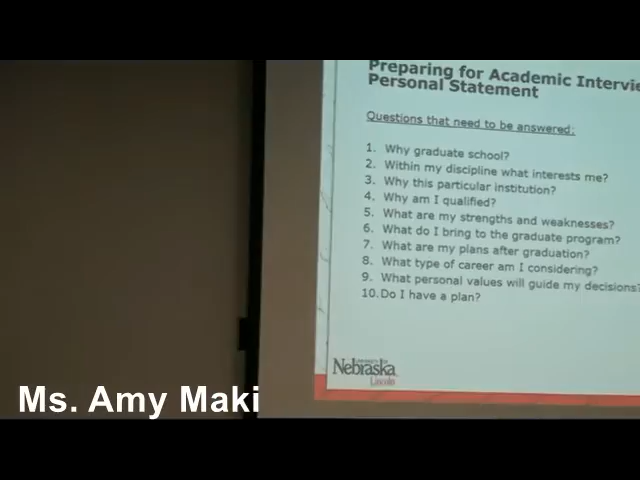 Preparing for Academic Intervie
Personal Statement
Questions that need to be answered:
1. Why graduate school?
2. Within my discipline what interests me?
3. Why this particular institution?
4. Why am I qualified?
5. What are my strengths and weaknesses?
6. What do I bring to the graduate program?
7. What are my plans after graduation?
8. What type of career am I considering?
9. What personal values will guide my decisions?
10. Do I have a plan?
UNIVERSITY OF
Nebraska
Lincoln
Ms. Amy Maki